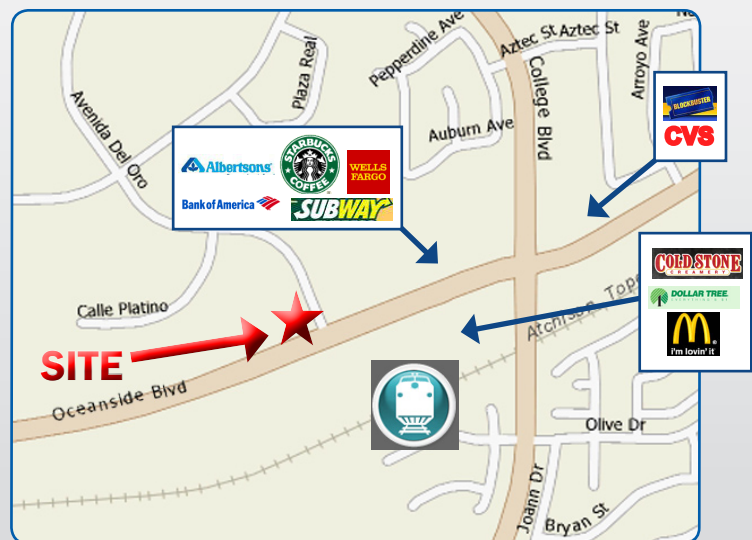 Pepperdine Ave
Aztec St
Aztec St
Plaza Real
College Blvd
Arroyo Ave
Avenida Del Oro
Auburn Ave
BLOCKBUSTER
CVS
Albertsons
STARBUCKS
COFFEE
WELLS
FARGO
Bank of America
SUBWAY
COLD STONE
CREAMERY
DOLLAR TREE
i'm lovin' it
Calle Platino
Atchison
SITE
Oceanside Blvd
Olive Dr
Joann Dr
Bryan St